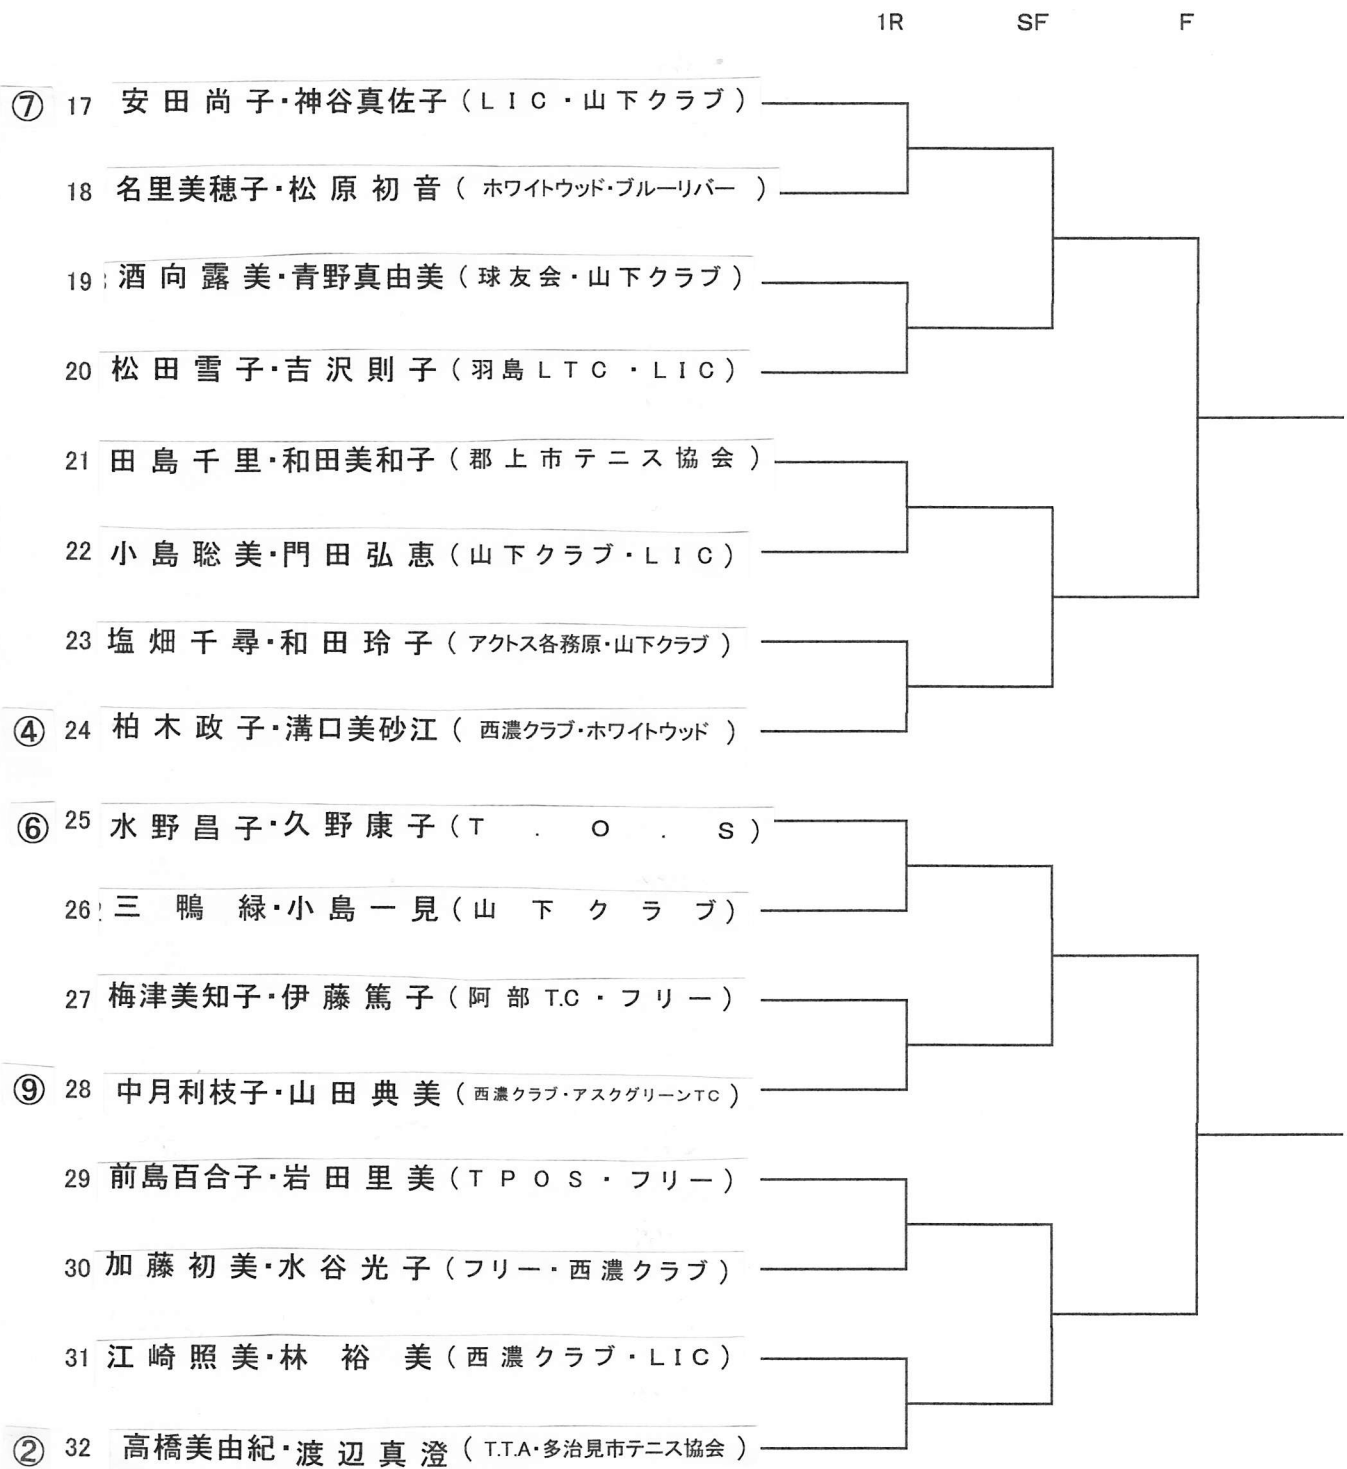 1R SF F
⑦ 17 安田尚子・神谷真佐子(LIC・山下クラブ)
18 名里美穂子・松原初音(ホワイトウッド・ブルーリバー)
19 酒向露美・青野真由美(球友会・山下クラブ)
20 松田雪子・吉沢則子(羽島LTC・LIC)
21 田島千里・和田美和子(郡上市テニス協会)
22 小島聡美・門田弘恵(山下クラブ・LIC)
23 塩畑千尋・和田玲子(アクトス各務原・山下クラブ)
④ 24 柏木政子・溝口美砂江(西濃クラブ・ホワイトウッド)
⑥ 25 水野昌子・久野康子(T.O.S)
26 三鴨緑・小島一見(山下クラブ)
27 梅津美知子・伊藤篤子(阿部T.C・フリー)
⑨ 28 中月利枝子・山田典美(西濃クラブ・アスクグリーンTC)
29 前島百合子・岩田里美(TPOS・フリー)
30 加藤初美・水谷光子(フリー・西濃クラブ)
31 江崎照美・林裕美(西濃クラブ・LIC)
② 32 高橋美由紀・渡辺真澄(T.T.A・多治見市テニス協会)